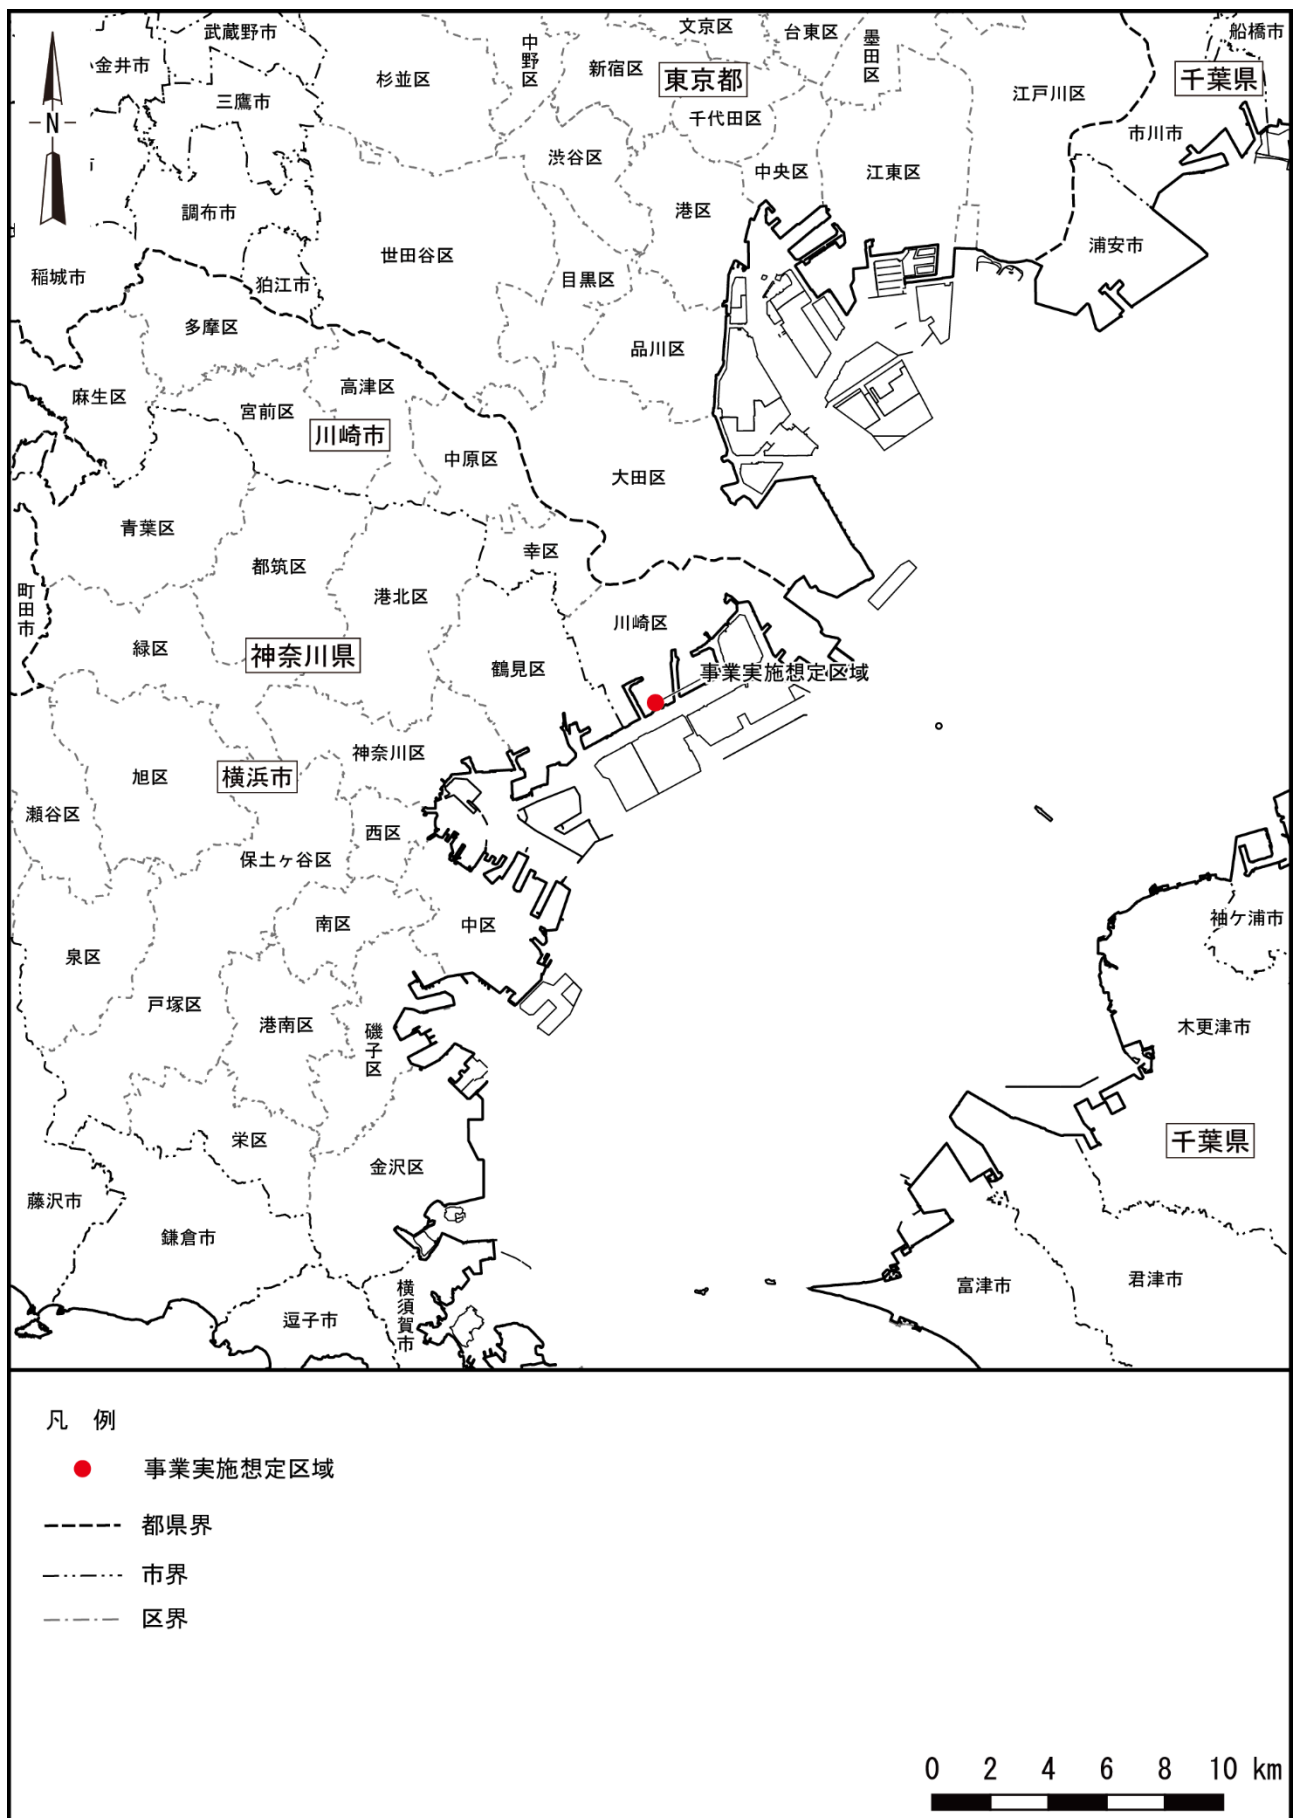 武蔵野市
文京区
台東区
船橋市
中野区
墨田区
金井市
杉並区
新宿区
東京都
千葉県
三鷹市
江戸川区
千代田区
市川市
N
渋谷区
中央区
江東区
市
調布市
港区
世田谷区
浦安市
稲城市
狛江市
目黒区
多摩区
品川区
高津区
麻生区
宮前区
川崎市
中原区
大田区
青葉区
幸区
都筑区
町田市
港北区
川崎区
緑区
神奈川県
鶴見区
事業実施想定区域
神奈川区
旭区
横浜市
瀬谷区
西区
保土ヶ谷区
南区
中区
袖ケ浦市
泉区
戸塚区
港南区
磯子区
木更津市
栄区
千葉県
金沢区
藤沢市
鎌倉市
横須賀市
富津市
君津市
逗子市
凡 例
事業実施想定区域
都県界
市界
区界
0 2 4 6 8 10 km